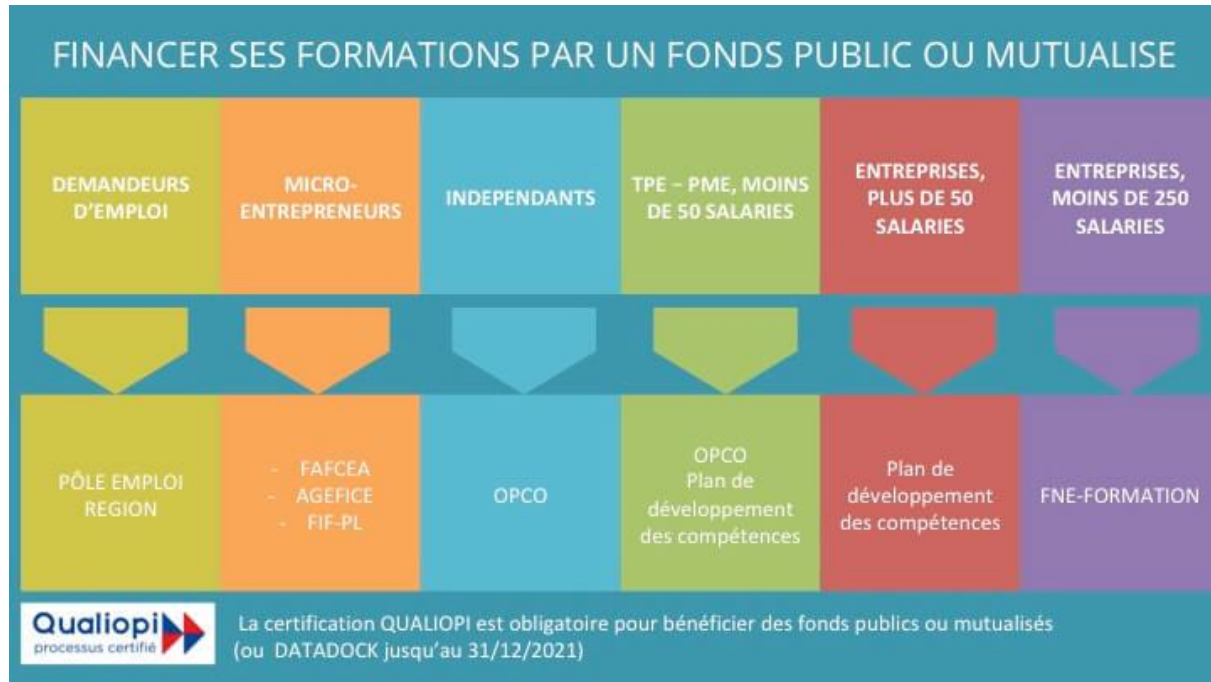 FINANCER SES FORMATIONS PAR UN FONDS PUBLIC OU MUTUALISE
DEMANDEURS
D'EMPLOI
MICRO-
ENTREPRENEURS
INDEPENDANTS
TPE – PME, MOINS
DE 50 SALARIES
ENTREPRISES,
PLUS DE 50
SALARIES
ENTREPRISES,
MOINS DE 250
SALARIES
PÔLE EMPLOI
REGION
- FAFCEA
- AGEFICE
- FIF-PL
OPCO
OPCO
Plan de
développement
des compétences
Plan de
développement
des compétences
FNE-FORMATION
Qualiopi
processus certifié
La certification QUALIOPI est obligatoire pour bénéficier des fonds publics ou mutualisés
(ou DATADOCK jusqu'au 31/12/2021)